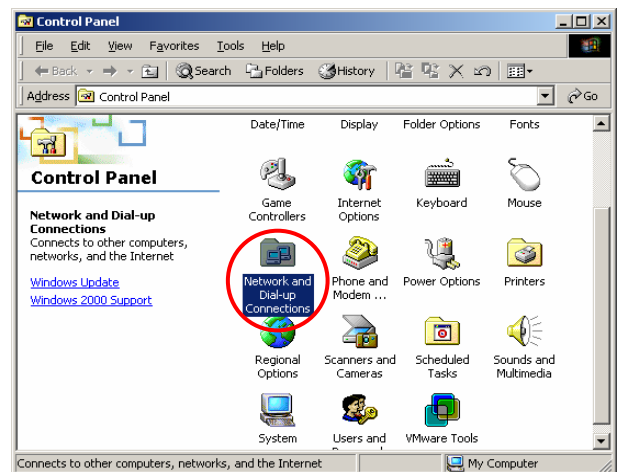 Control Panel
File Edit View Favorites Tools Help
Back Search Folders History
Address Control Panel Go
Control Panel
Network and Dial-up
Connections
Connects to other computers,
networks, and the Internet
Windows Update
Windows 2000 Support
Date/Time Display Folder Options Fonts
Game
Controllers
Internet
Options
Keyboard
Mouse
Network and
Dial-up
Connections
Phone and
Modem ...
Power Options
Printers
Regional
Options
Scanners and
Cameras
Scheduled
Tasks
Sounds and
Multimedia
System
Users and
VMware Tools
Connects to other computers, networks, and the Internet
My Computer